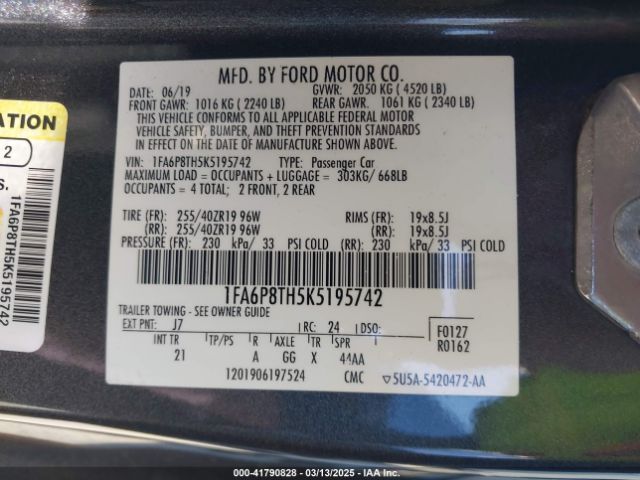 MFD. BY FORD MOTOR CO.
DATE: 06/19 GVWR: 2050 KG ( 4520 LB)
FRONT GAWR: 1016 KG ( 2240 LB) REAR GAWR: 1061 KG ( 2340 LB)
THIS VEHICLE CONFORMS TO ALL APPLICABLE FEDERAL MOTOR
VEHICLE SAFETY, BUMPER, AND THEFT PREVENTION STANDARDS
IN EFFECT ON THE DATE OF MANUFACTURE SHOWN ABOVE.
VIN: 1FA6P8TH5K5195742 TYPE: Passenger Car
MAXIMUM LOAD = OCCUPANTS + LUGGAGE = 303KG/ 668LB
OCCUPANTS = 4 TOTAL; 2 FRONT, 2 REAR
TIRE (FR): 255/40ZR19 96W RIMS (FR): 19x8.5J
(RR): 255/40ZR19 96W (RR): 19x8.5J
PRESSURE (FR): 230 kPa/ 33 PSI COLD (RR): 230 kPa/ 33 PSI COLD
1FA6P8TH5K5195742
TRAILER TOWING - SEE OWNER GUIDE
EXT PNT: J7 RC: 24 DSO: F0127
INT TR TP/PS R AXLE TR SPR R0162
21 A GG X 44AA
1201906197524 CMC ▽5U5A-5420472-AA
ATION
2
S.
1FA6P8TH5K5195742
000-41790828 - 03/13/2025 - IAA Inc.